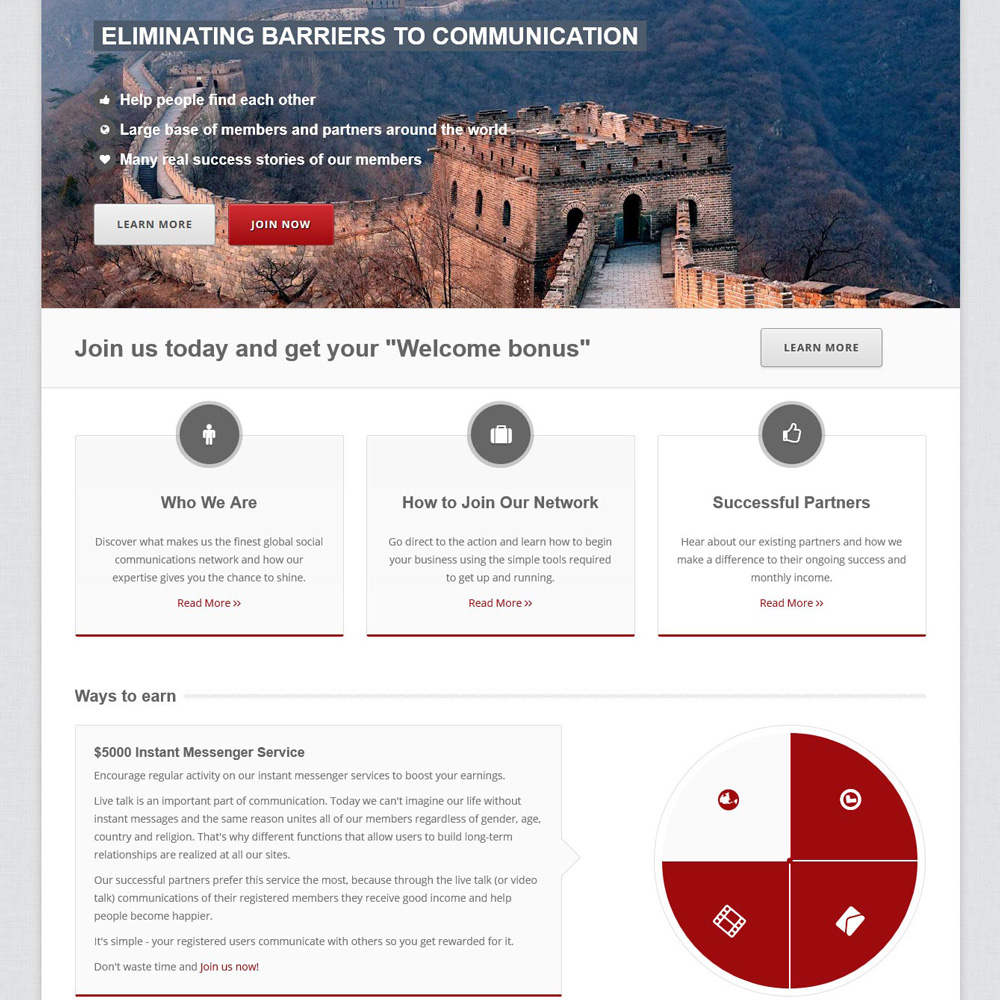 ELIMINATING BARRIERS TO COMMUNICATION
Help people find each other
Large base of members and partners around the world
Many real success stories of our members
LEARN MORE
JOIN NOW
Join us today and get your "Welcome bonus"
LEARN MORE
Who We Are
Discover what makes us the finest global social
communications network and how our
expertise gives you the chance to shine.
Read More »
How to Join Our Network
Go direct to the action and learn how to begin
your business using the simple tools required
to get up and running.
Read More »
Successful Partners
Hear about our existing partners and how we
make a difference to their ongoing success and
monthly income.
Read More »
Ways to earn
$5000 Instant Messenger Service
Encourage regular activity on our instant messenger services to boost your earnings.
Live talk is an important part of communication. Today we can't imagine our life without
instant messages and the same reason unites all of our members regardless of gender, age,
country and religion. That's why different functions that allow users to build long-term
relationships are realized at all our sites.
Our successful partners prefer this service the most, because through the live talk (or video
talk) communications of their registered members they receive good income and help
people become happier.
It's simple - your registered users communicate with others so you get rewarded for it.
Don't waste time and Join us now!